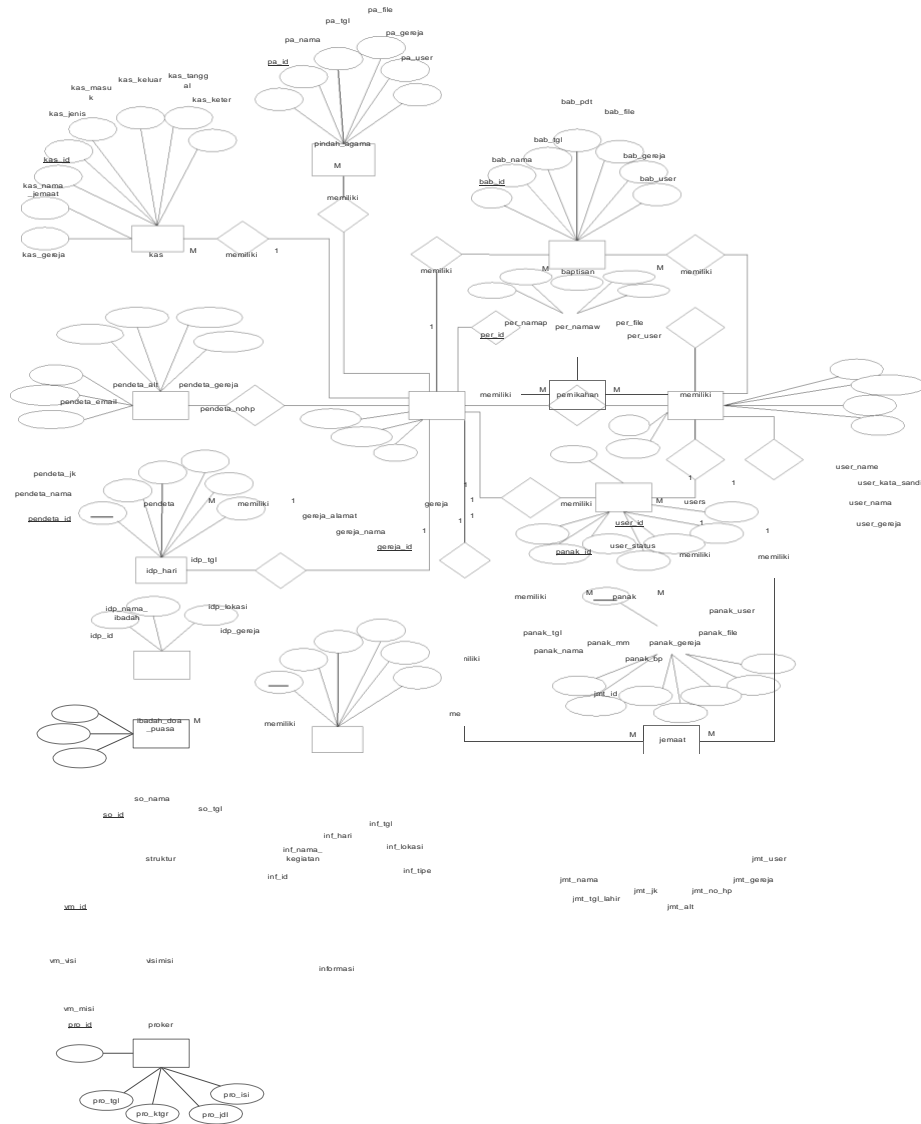 pa_file
pa_tgl
pa_gereja
pa_nama
pa_user
pa_id
kas_keluar
kas_tangg
al
kas_masu
k
kas_keter
kas_jenis
kas_id
kas_nama
_jemaat
kas_gereja
kas
M
memiliki
1
pindah_agama
M
memiliki
bab_pdt
bab_file
bab_tgl
bab_nama
bab_gereja
bab_id
bab_user
memiliki
M
baptisan
M
memiliki
1
per_id
per_namap
per_namaw
per_file
per_user
pendeta_alt
pendeta_gereja
pendeta_email
pendeta_nohp
memiliki
M
pernikahan
M
memiliki
pendeta_jk
pendeta_nama
pendeta_id
pendeta
M
memiliki
1
gereja_alamat
gereja_nama
gereja_id
gereja
1
1
1
1
memiliki
M
users
1
1
user_name
user_kata_sandi
user_nama
user_gereja
user_id
user_status
1
1
memiliki
memiliki
panak_id
idp_hari
idp_tgl
idp_nama_
ibadah
idp_lokasi
idp_id
idp_gereja
memiliki
M
panak
M
panak_user
panak_tgl
panak_mm
panak_gereja
panak_file
panak_nama
panak_bp
miliki
jmt_id
me
memiliki
ibadah_doa
_puasa
M
M
jemaat
M
so_nama
so_id
so_tgl
struktur
inf_tgl
inf_hari
inf_nama_
kegiatan
inf_lokasi
inf_id
inf_tipe
informasi
jmt_user
jmt_nama
jmt_gereja
jmt_jk
jmt_no_hp
jmt_tgl_lahir
jmt_alt
vm_id
vm_visi
visimisi
vm_misi
pro_id
proker
pro_isi
pro_tgl
pro_ktgr
pro_jdl